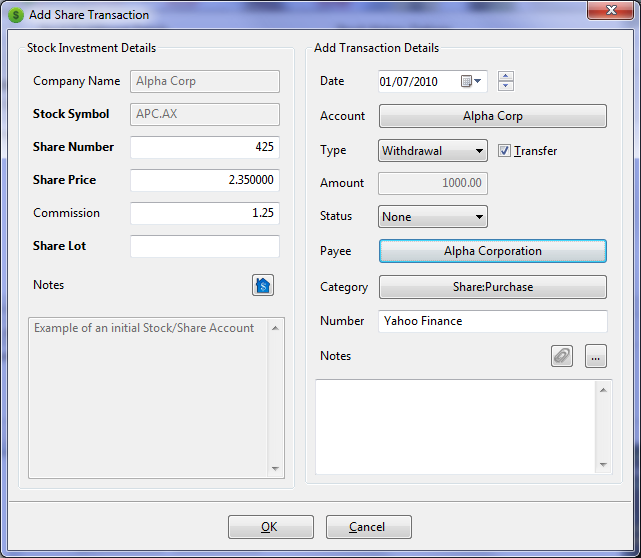 Add Share Transaction
Stock Investment Details
Company Name Alpha Corp
Stock Symbol APC.AX
Share Number 425
Share Price 2.350000
Commission 1.25
Share Lot
Notes
Example of an initial Stock/Share Account
Add Transaction Details
Date 01/07/2010
Account Alpha Corp
Type Withdrawal Transfer
Amount 1000.00
Status None
Payee Alpha Corporation
Category Share:Purchase
Number Yahoo Finance
Notes ...
OK Cancel